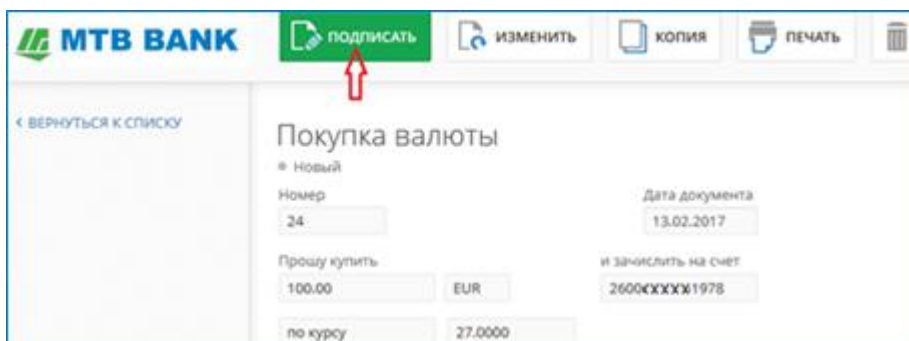 MTB BANK
ПОДПИСАТЬ
ИЗМЕНИТЬ
КОПИЯ
ПЕЧАТЬ
< ВЕРНУТЬСЯ К СПИСКУ
Покупка валюты
Новый
Номер
Дата документа
24
13.02.2017
Прошу купить
и зачислить на счет
100.00
EUR
2600XXXXX1978
по курсу
27.0000